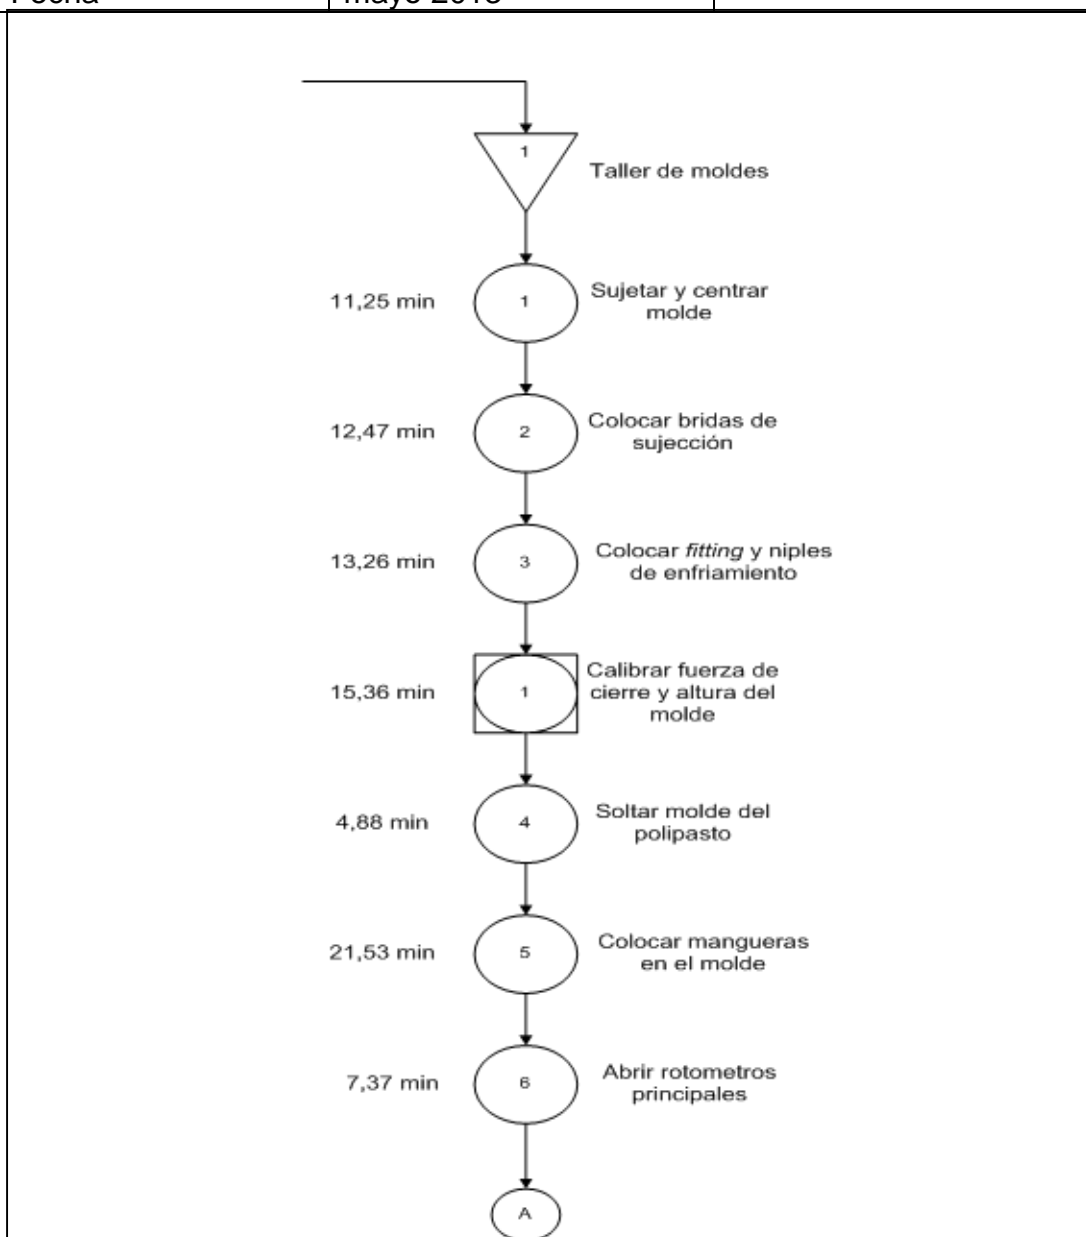 1
Taller de moldes
11,25 min
1
Sujetar y centrar
molde
12,47 min
2
Colocar bridas de
sujección
13,26 min
3
Colocar fitting y niples
de enfriamiento
15,36 min
1
Calibrar fuerza de
cierre y altura del
molde
4,88 min
4
Soltar molde del
polipasto
21,53 min
5
Colocar mangueras
en el molde
7,37 min
6
Abrir rotometros
principales
A